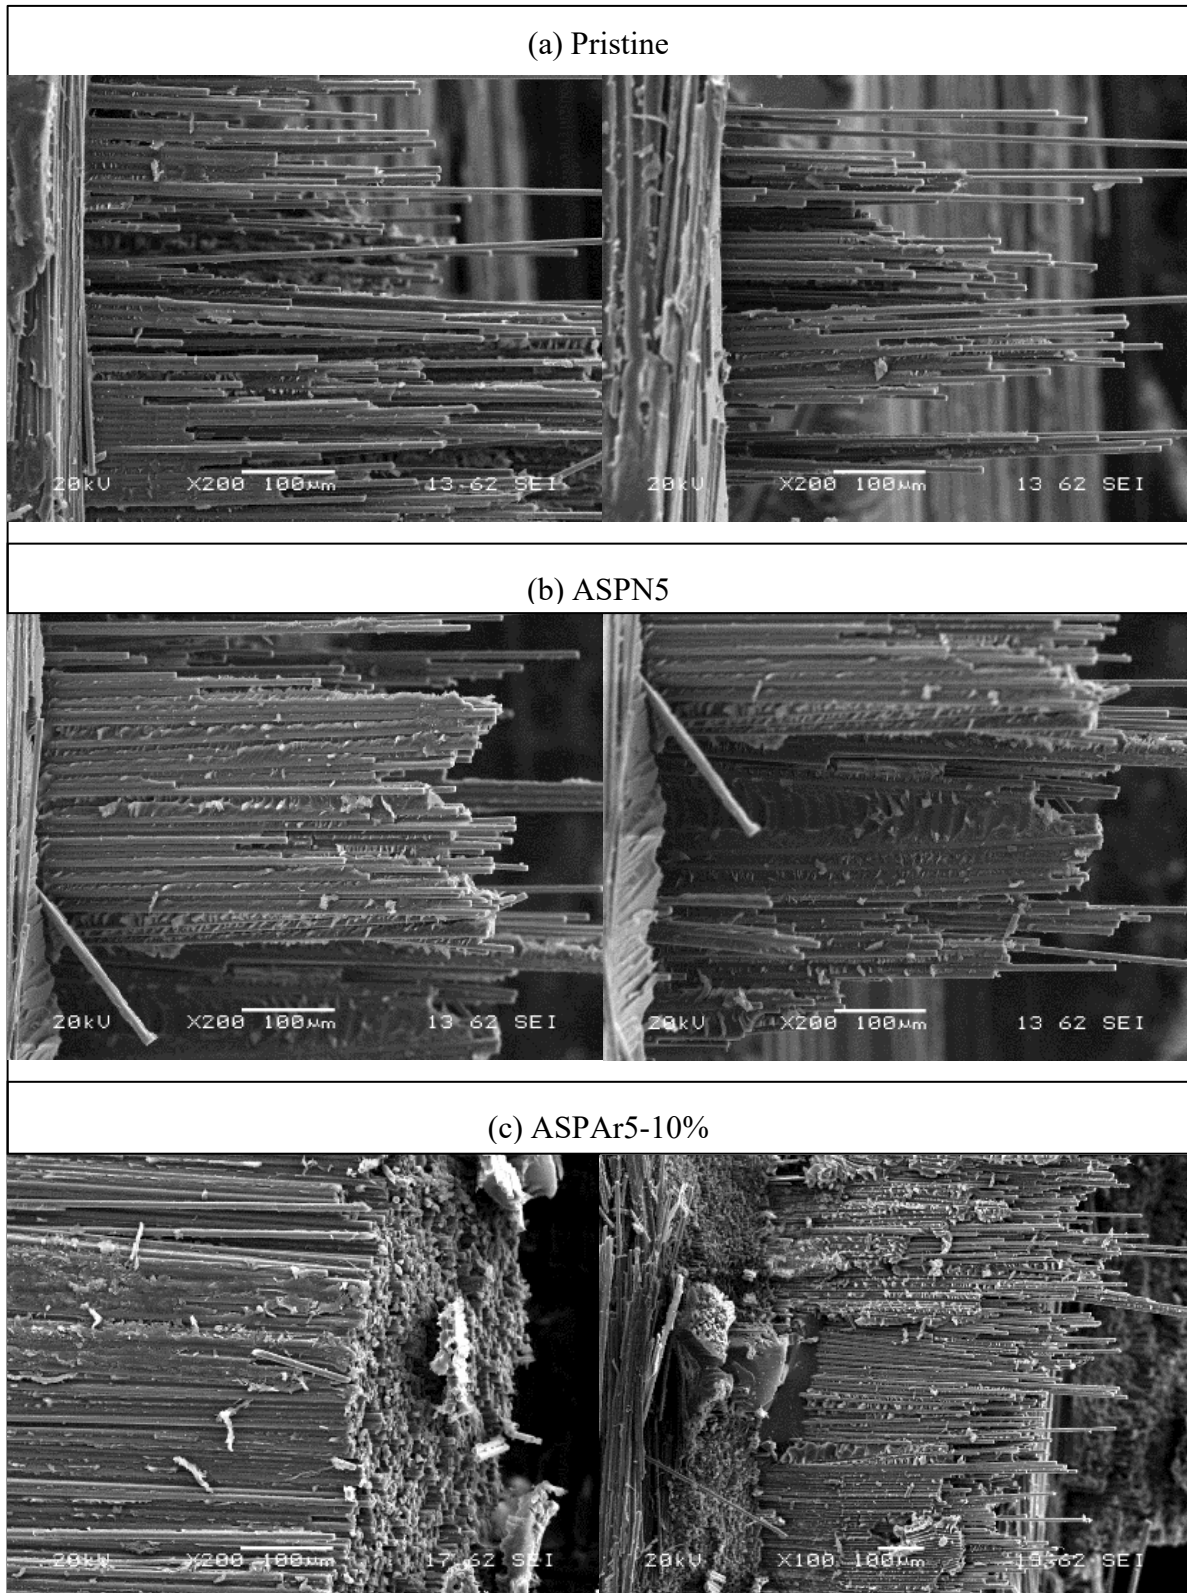 (a) Pristine
20kV X200 100µm 13 62 SEI
20kV X200 100µm 13 62 SEI
(b) ASPN5
20kV X200 100µm 13 62 SEI
20kV X200 100µm 13 62 SEI
(c) ASPAr5-10%
20kV X200 100µm 17 62 SEI
20kV X100 100µm 15 62 SEI